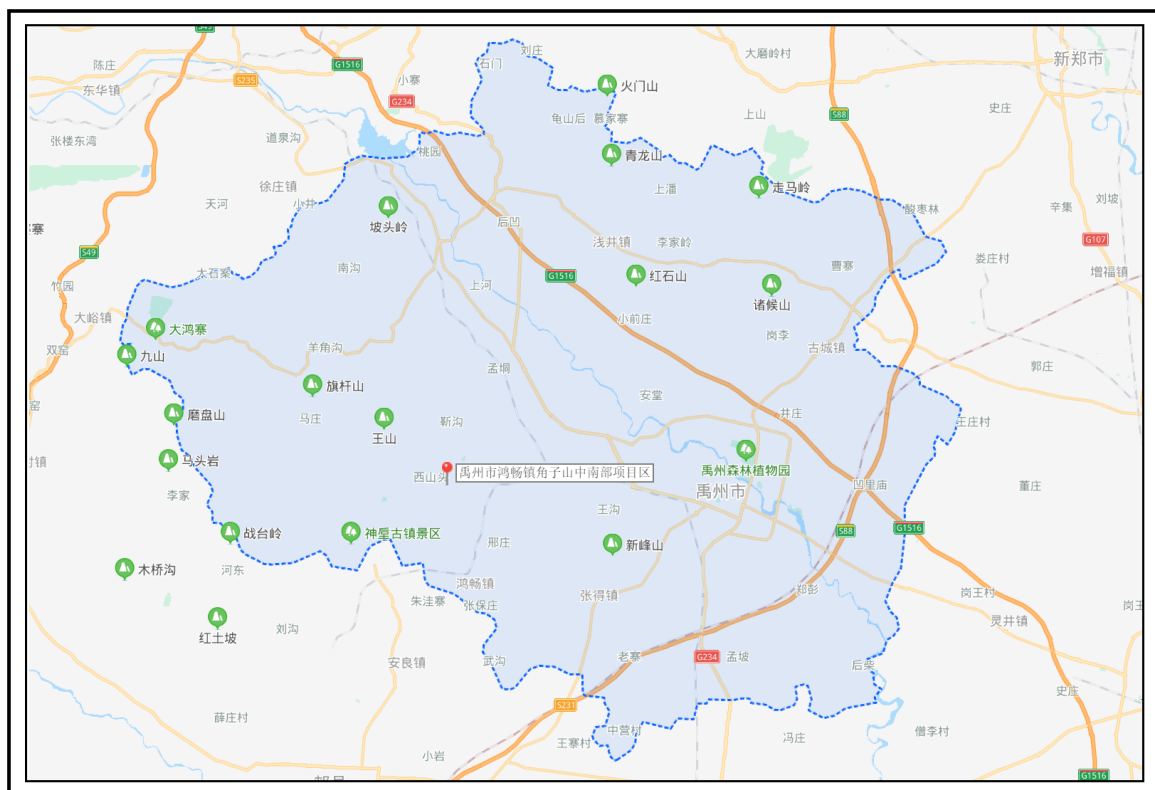 S49
刘庄
石门
大磨岭村
新郑市
陈庄
G1516
S235
小寨
火门山
东华镇
G234
史庄
上山
S88
龟山后
慕家寨
张楼东湾
道泉沟
桃园
青龙山
徐庄镇
上潘
走马岭
刘坡
天河
小井
辛集
酸枣林
坡头岭
后凹
寨
浅井镇
李家岭
G107
S49
娄庄村
南沟
曹寨
太石寨
G1516
红石山
增福镇
竹园
上河
诸候山
大峪镇
小前庄
大鸿寨
岗李
双窑
羊角沟
古城镇
九山
孟垌
郭庄
旗杆山
安堂
窑
磨盘山
马庄
王山
靳沟
井庄
王庄村
马头岩
禹州森林植物园
村镇
西山头
禹州市鸿畅镇角子山中南部项目区
李家
凹里庙
董庄
禹州市
王沟
战台岭
神垕古镇景区
S88
G1516
邢庄
新峰山
木桥沟
河东
鸿畅镇
郑彭
张得镇
岗王村
朱洼寨
张保庄
岗王
红土坡
刘沟
灵井镇
安良镇
武沟
老寨
G234
孟坡
后柴
史庄
S231
薛庄村
中营村
冯庄
僧李村
王寨村
小岩
G1516